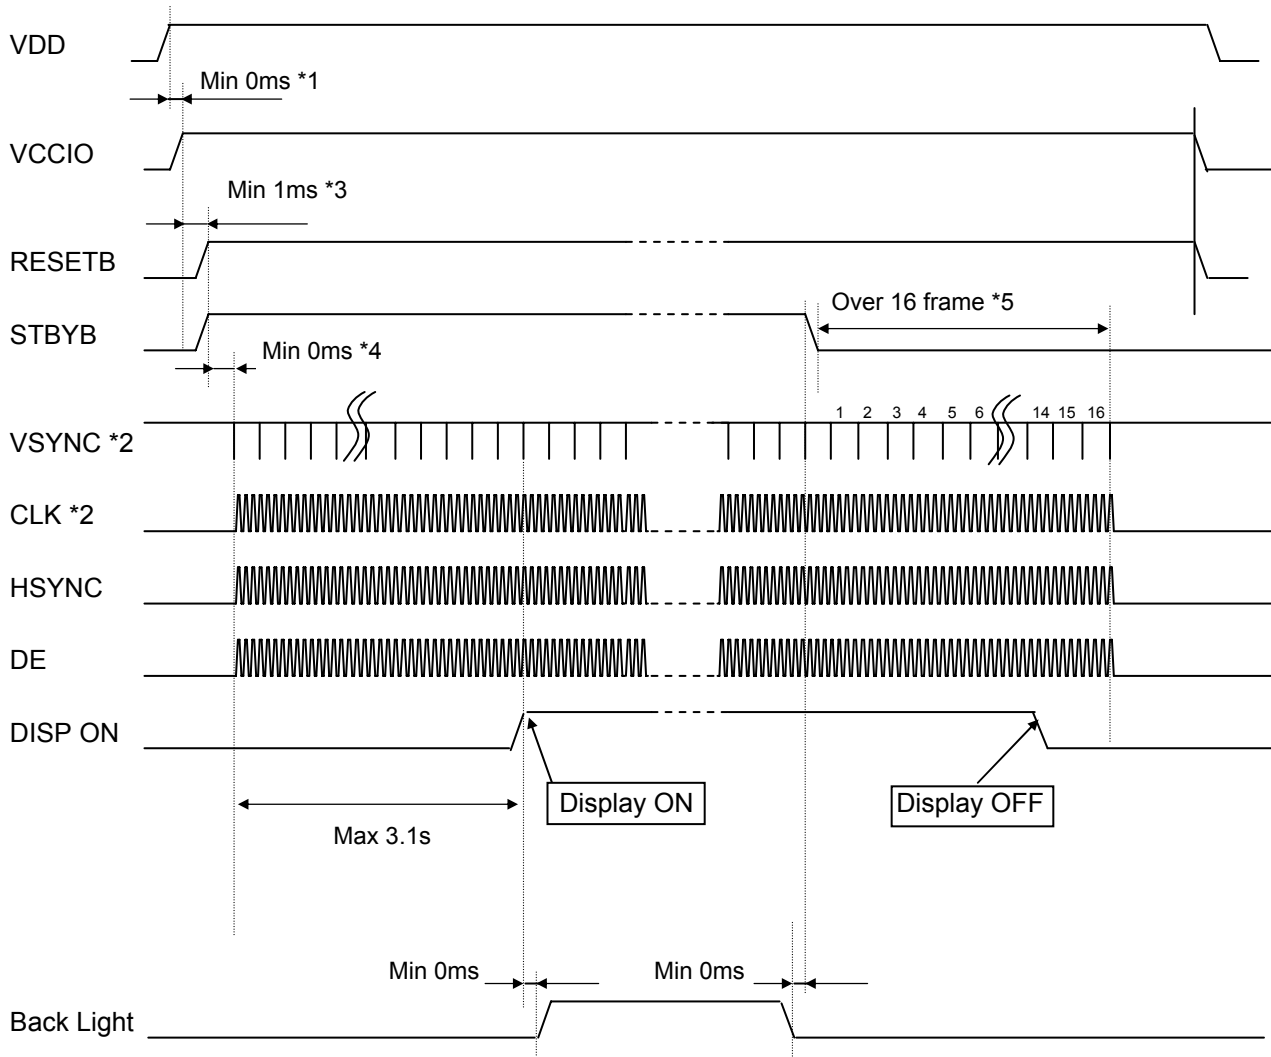 VDD
Min 0ms *1
VCCIO
Min 1ms *3
RESETB
Over 16 frame *5
STBYB
Min 0ms *4
1 2 3 4 5 6 14 15 16
VSYNC *2
CLK *2
HSYNC
DE
DISP ON
Display ON
Display OFF
Max 3.1s
Min 0ms
Min 0ms
Back Light